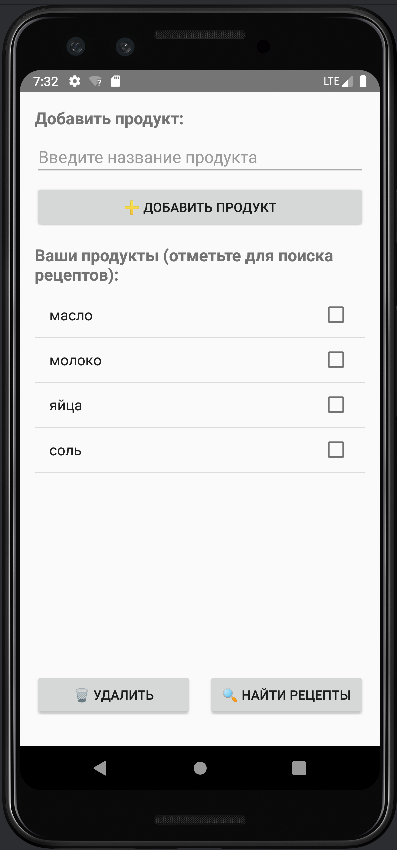 7:32 LTE
Добавить продукт:
Введите название продукта
➕ ДОБАВИТЬ ПРОДУКТ
Ваши продукты (отметьте для поиска
рецептов):
масло
молоко
яйца
соль
🗑️ УДАЛИТЬ 🔍 НАЙТИ РЕЦЕПТЫ